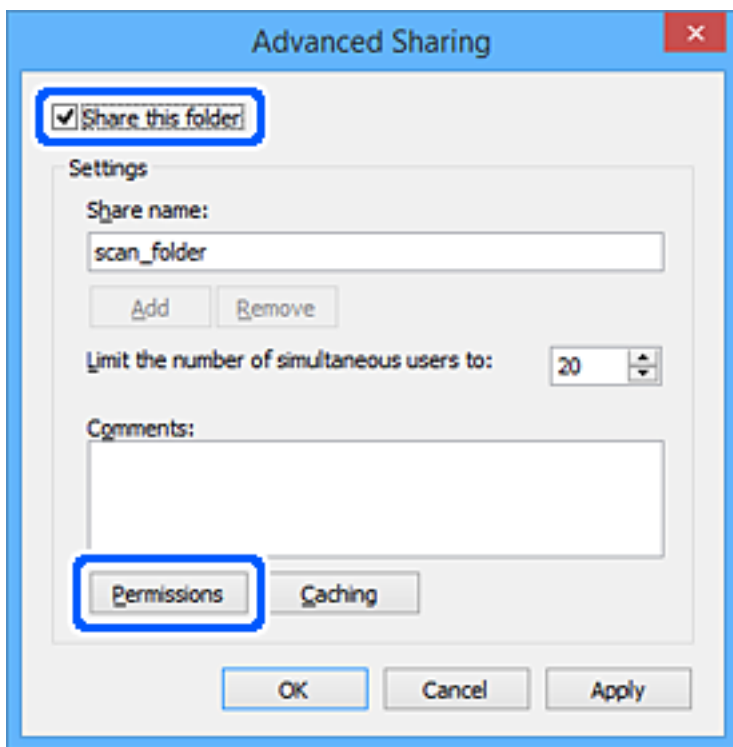 Advanced Sharing
Share this folder
Settings
Share name:
scan_folder
Add Remove
Limit the number of simultaneous users to: 20
Comments:
Permissions Caching
OK Cancel Apply